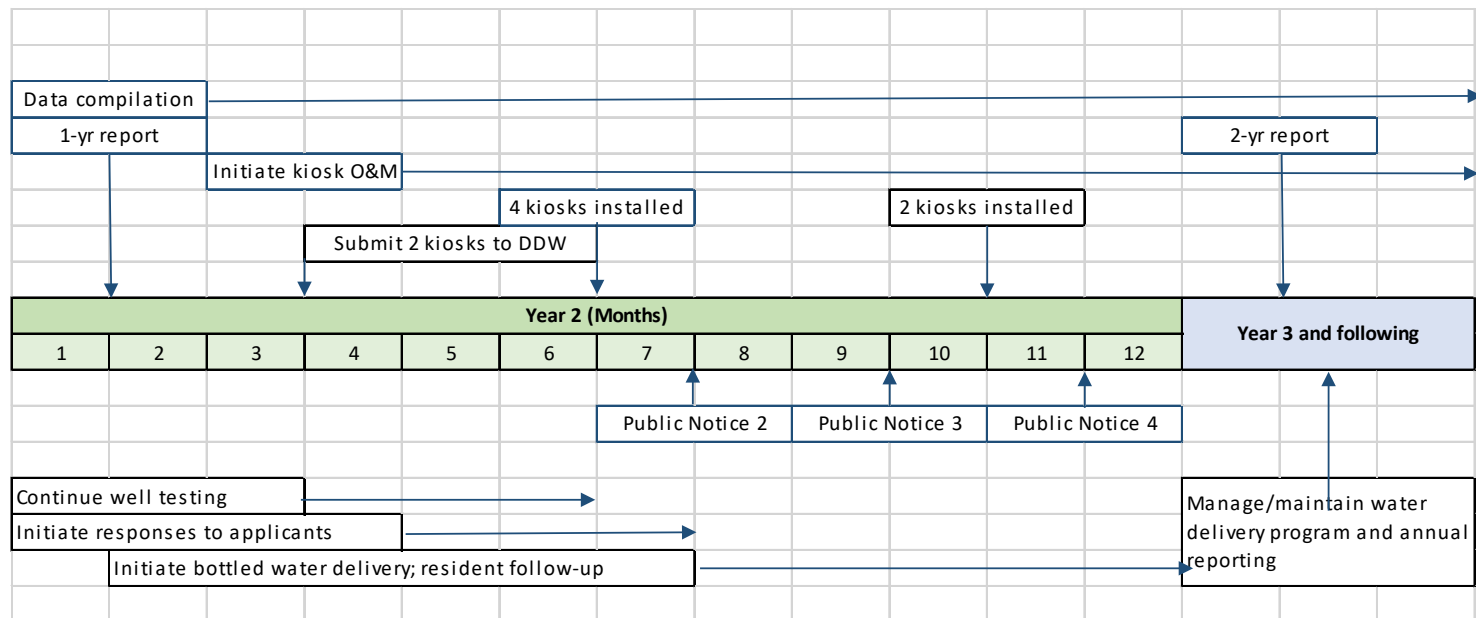 Data compilation
1-yr report
2-yr report
Initiate kiosk O&M
4 kiosks installed
2 kiosks installed
Submit 2 kiosks to DDW
Year 2 (Months)
Year 3 and following
1 2 3 4 5 6 7 8 9 10 11 12
Public Notice 2
Public Notice 3
Public Notice 4
Continue well testing
Initiate responses to applicants
Initiate bottled water delivery; resident follow-up
Manage/maintain water
delivery program and annual
reporting